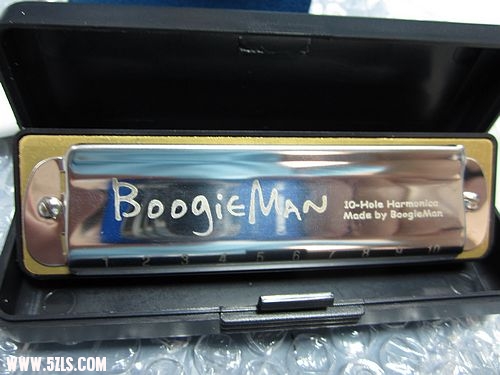 BoogieMan
10-Hole Harmonica
Made by BoogieMan
1 2 3 4 5 6 7 8 9 10
WWW.5ZLS.COM